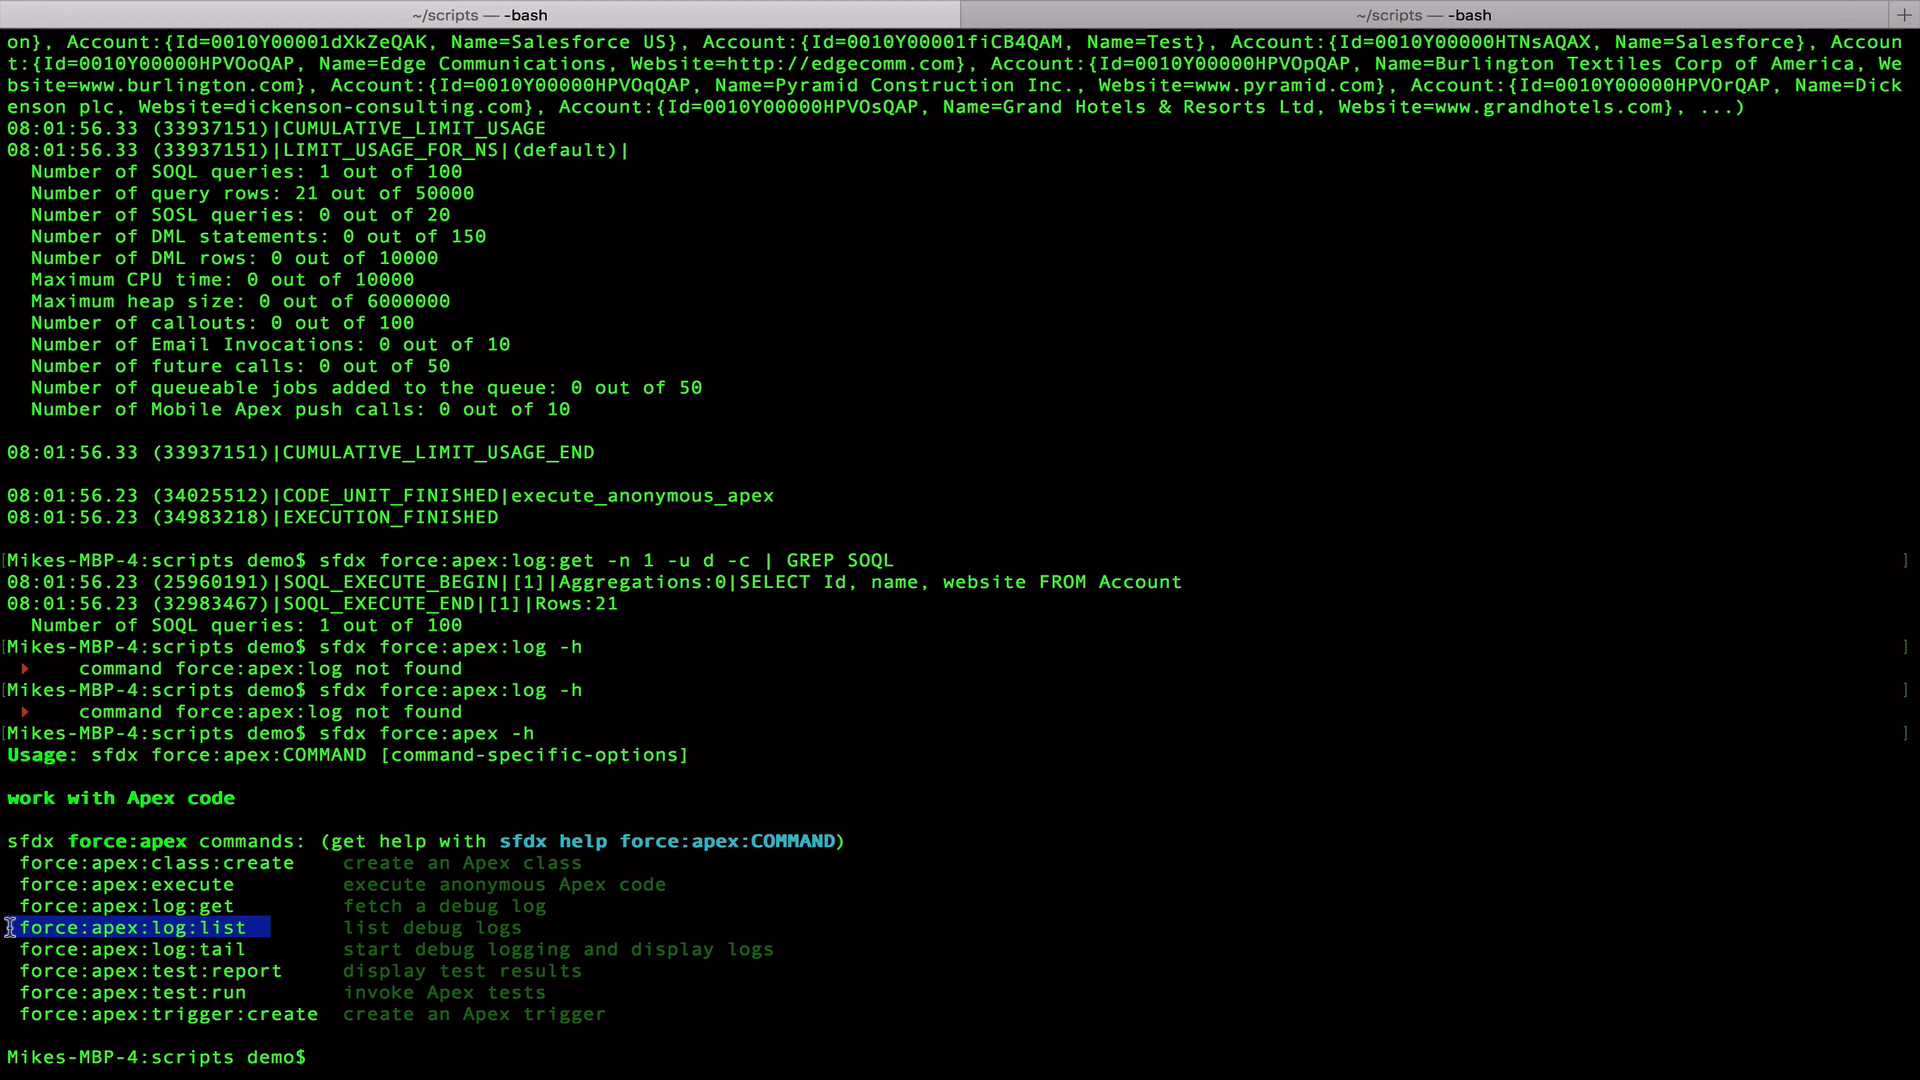 ~/scripts — -bash
~/scripts — -bash
+
on}, Account:{Id=0010Y00001dXkZeQAK, Name=Salesforce US}, Account:{Id=0010Y00001fiCB4QAM, Name=Test}, Account:{Id=0010Y00000HTNsAQAX, Name=Salesforce}, Accoun
t:{Id=0010Y00000HPVOoQAP, Name=Edge Communications, Website=http://edgecomm.com}, Account:{Id=0010Y00000HPVOpQAP, Name=Burlington Textiles Corp of America, We
bsite=www.burlington.com}, Account:{Id=0010Y00000HPVOqQAP, Name=Pyramid Construction Inc., Website=www.pyramid.com}, Account:{Id=0010Y00000HPVOrQAP, Name=Dick
enson plc, Website=dickenson-consulting.com}, Account:{Id=0010Y00000HPVOsQAP, Name=Grand Hotels & Resorts Ltd, Website=www.grandhotels.com}, ...)
08:01:56.33 (33937151)|CUMULATIVE_LIMIT_USAGE
08:01:56.33 (33937151)|LIMIT_USAGE_FOR_NS|(default)|
  Number of SOQL queries: 1 out of 100
  Number of query rows: 21 out of 50000
  Number of SOSL queries: 0 out of 20
  Number of DML statements: 0 out of 150
  Number of DML rows: 0 out of 10000
  Maximum CPU time: 0 out of 10000
  Maximum heap size: 0 out of 6000000
  Number of callouts: 0 out of 100
  Number of Email Invocations: 0 out of 10
  Number of future calls: 0 out of 50
  Number of queueable jobs added to the queue: 0 out of 50
  Number of Mobile Apex push calls: 0 out of 10
08:01:56.33 (33937151)|CUMULATIVE_LIMIT_USAGE_END
08:01:56.23 (34025512)|CODE_UNIT_FINISHED|execute_anonymous_apex
08:01:56.23 (34983218)|EXECUTION_FINISHED
[Mikes-MBP-4:scripts demo$ sfdx force:apex:log:get -n 1 -u d -c | GREP SOQL ]
08:01:56.23 (25960191)|SOQL_EXECUTE_BEGIN|[1]|Aggregations:0|SELECT Id, name, website FROM Account
08:01:56.23 (32983467)|SOQL_EXECUTE_END|[1]|Rows:21
  Number of SOQL queries: 1 out of 100
[Mikes-MBP-4:scripts demo$ sfdx force:apex:log -h ]
▸    command force:apex:log not found
[Mikes-MBP-4:scripts demo$ sfdx force:apex:log -h ]
▸    command force:apex:log not found
[Mikes-MBP-4:scripts demo$ sfdx force:apex -h ]
Usage: sfdx force:apex:COMMAND [command-specific-options]
work with Apex code
sfdx force:apex commands: (get help with sfdx help force:apex:COMMAND)
 force:apex:class:create    create an Apex class
 force:apex:execute         execute anonymous Apex code
 force:apex:log:get         fetch a debug log
 force:apex:log:list        list debug logs
 force:apex:log:tail        start debug logging and display logs
 force:apex:test:report     display test results
 force:apex:test:run        invoke Apex tests
 force:apex:trigger:create  create an Apex trigger
Mikes-MBP-4:scripts demo$